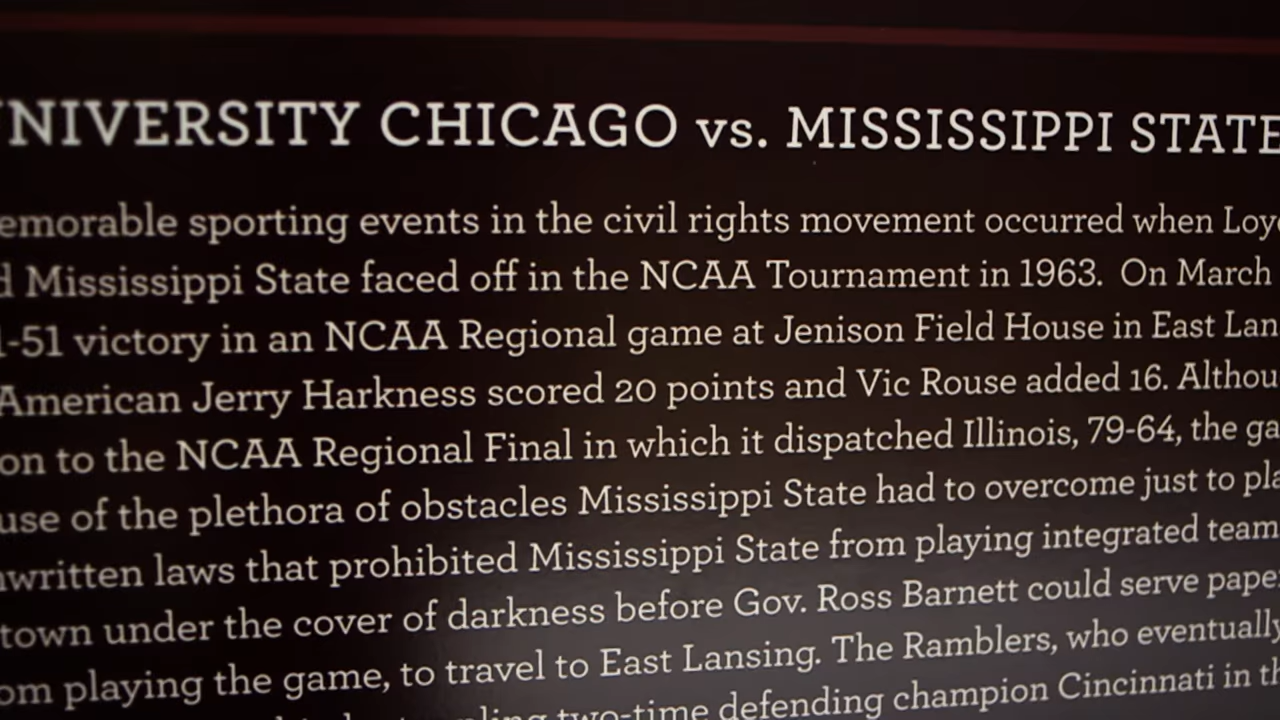 NIVERSITY CHICAGO vs. MISSISSIPPI STATE
emorable sporting events in the civil rights movement occurred when Loy
d Mississippi State faced off in the NCAA Tournament in 1963. On March
-51 victory in an NCAA Regional game at Jenison Field House in East Lan
American Jerry Harkness scored 20 points and Vic Rouse added 16. Althou
on to the NCAA Regional Final in which it dispatched Illinois, 79-64, the ga
use of the plethora of obstacles Mississippi State had to overcome just to pla
written laws that prohibited Mississippi State from playing integrated team
town under the cover of darkness before Gov. Ross Barnett could serve pape
om playing the game, to travel to East Lansing. The Ramblers, who eventually
two-time defending champion Cincinnati in th